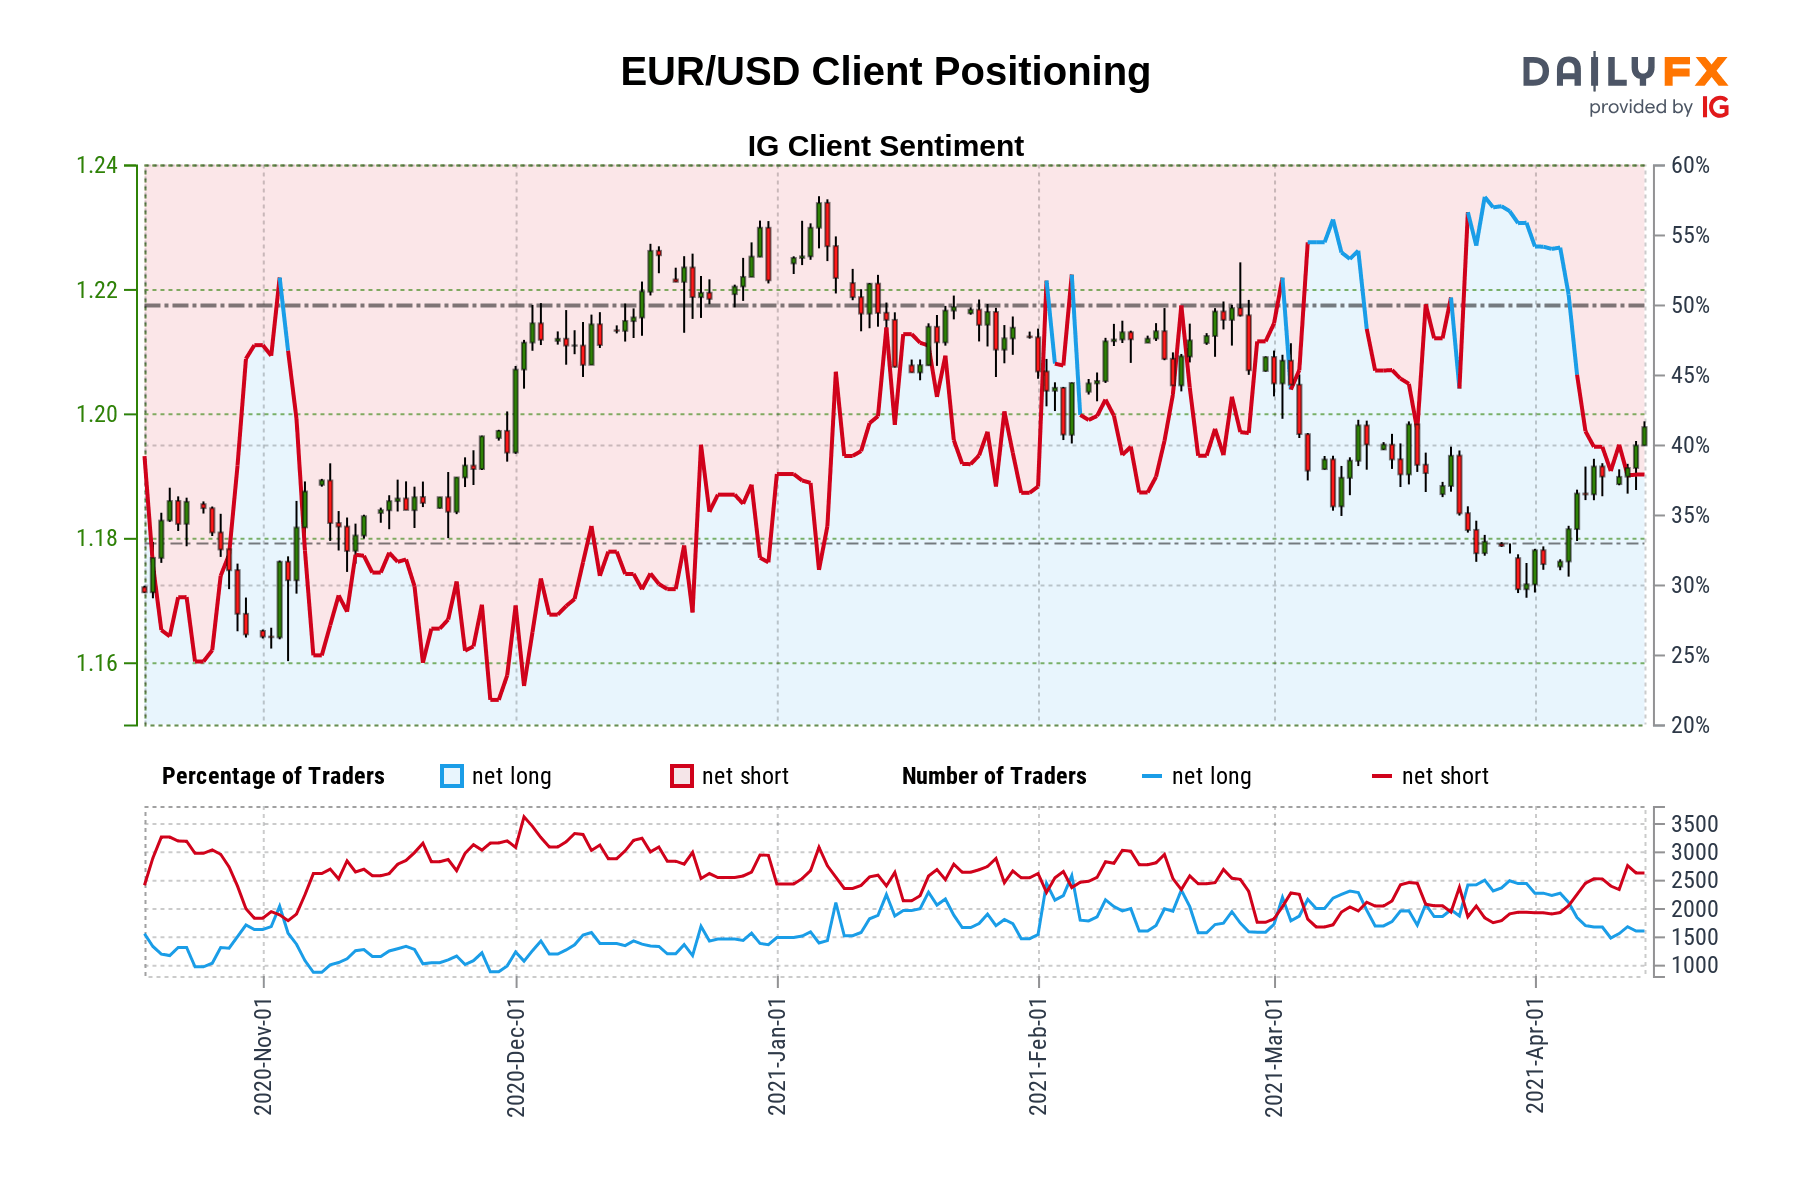 EUR/USD Client Positioning
DAILYFX
provided by IG
IG Client Sentiment
1.24
1.22
1.20
1.18
1.16
60%
55%
50%
45%
40%
35%
30%
25%
20%
Percentage of Traders net long net short Number of Traders net long net short
3500
3000
2500
2000
1500
1000
2020-Nov-01
2020-Dec-01
2021-Jan-01
2021-Feb-01
2021-Mar-01
2021-Apr-01